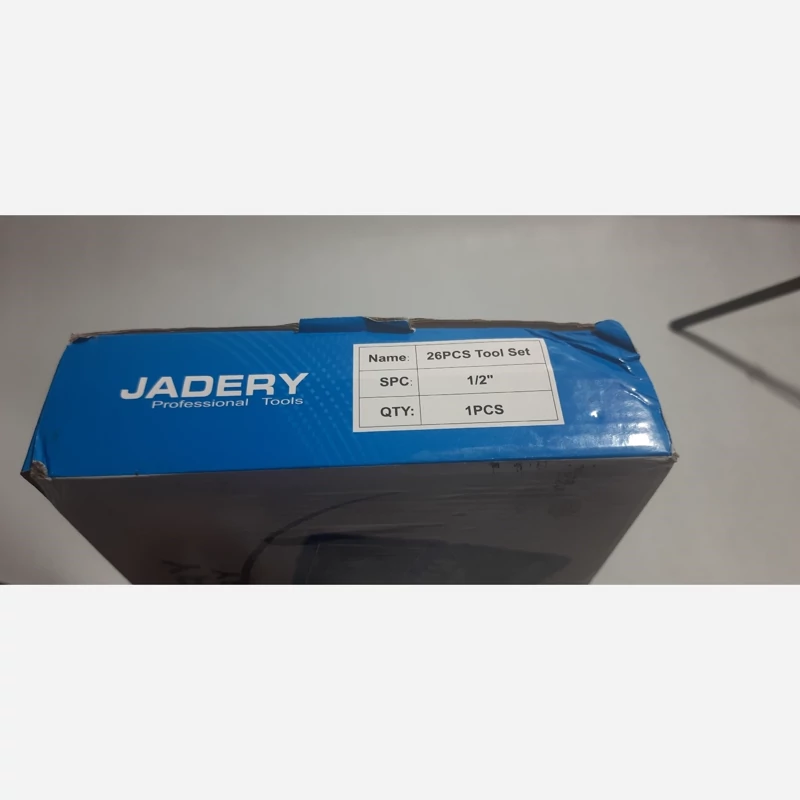 JADERY
Professional Tools
Name: 26PCS Tool Set
SPC: 1/2"
QTY: 1PCS